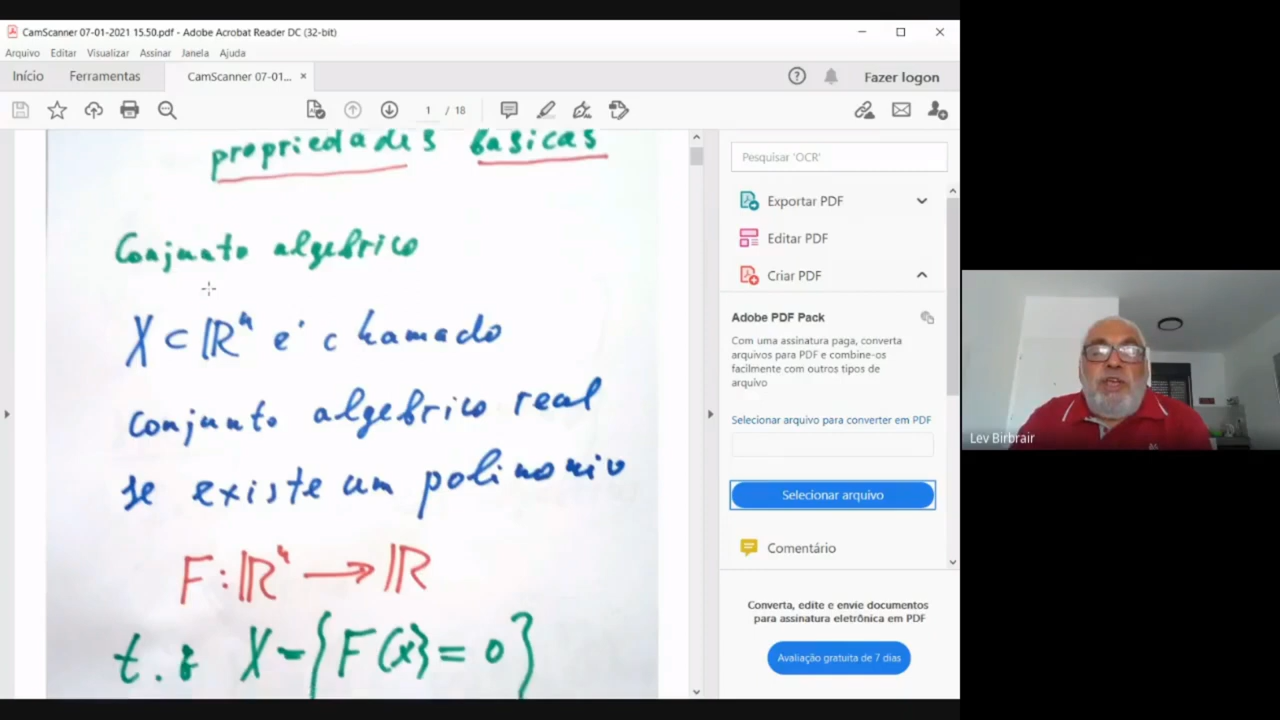 CamScanner 07-01-2021 15.50.pdf - Adobe Acrobat Reader DC (32-bit)
Arquivo Editar Visualizar Assinar Janela Ajuda
Início Ferramentas CamScanner 07-01... × Fazer logon
1 / 18
propriedades basicas
Conjunto algebrico
X ⊂ ℝⁿ é chamado
conjunto algebrico real
se existe um polinomio
F : ℝⁿ → ℝ
t. q X = {F(x) = 0}
Pesquisar 'OCR'
Exportar PDF
Editar PDF
Criar PDF
Adobe PDF Pack
Com uma assinatura paga, converta
arquivos para PDF e combine-os
facilmente com outros tipos de
arquivo
Selecionar arquivo para converter em PDF
Selecionar arquivo
Comentário
Converta, edite e envie documentos
para assinatura eletrônica em PDF
Avaliação gratuita de 7 dias
Lev Birbrair